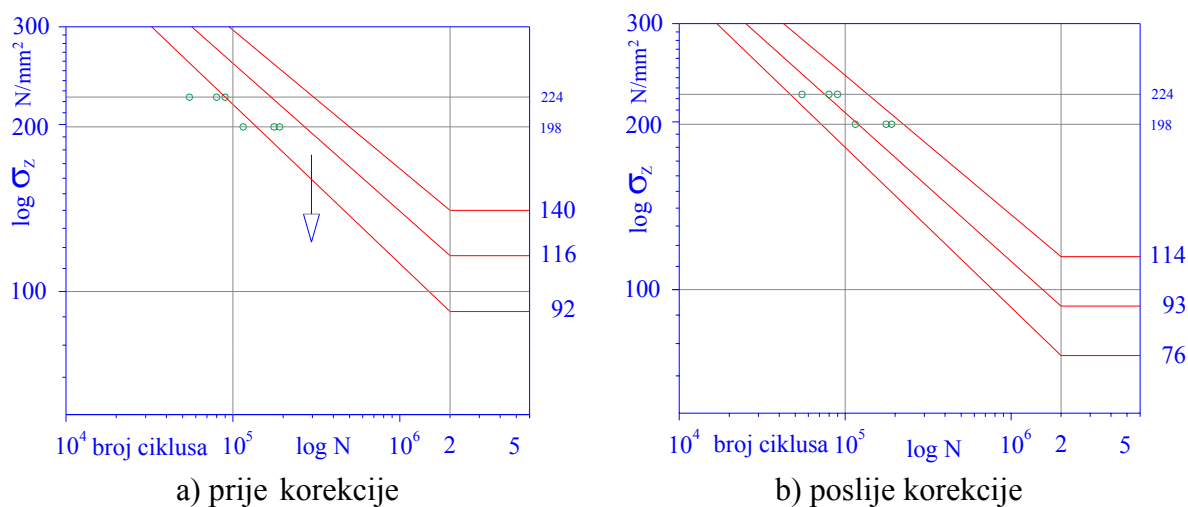 300
N/mm²
200
log σz
100
224
198
140
116
92
10⁴ broj ciklusa 10⁵ log N 10⁶ 2 5
a) prije korekcije
300
N/mm²
200
log σz
100
224
198
114
93
76
10⁴ broj ciklusa 10⁵ log N 10⁶ 2 5
b) poslije korekcije